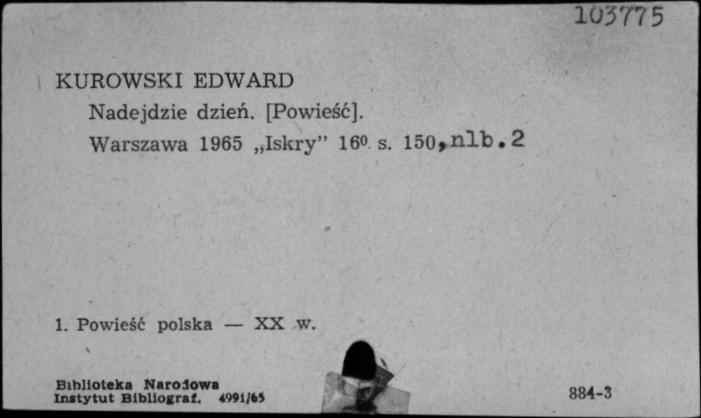 103775
KUROWSKI EDWARD
Nadejdzie dzień. [Powieść].
Warszawa 1965 „Iskry” 16⁰ s. 150,nlb.2
1. Powieść polska — XX w.
Biblioteka Narodowa
Instytut Bibliograf. 4991/65
884-3